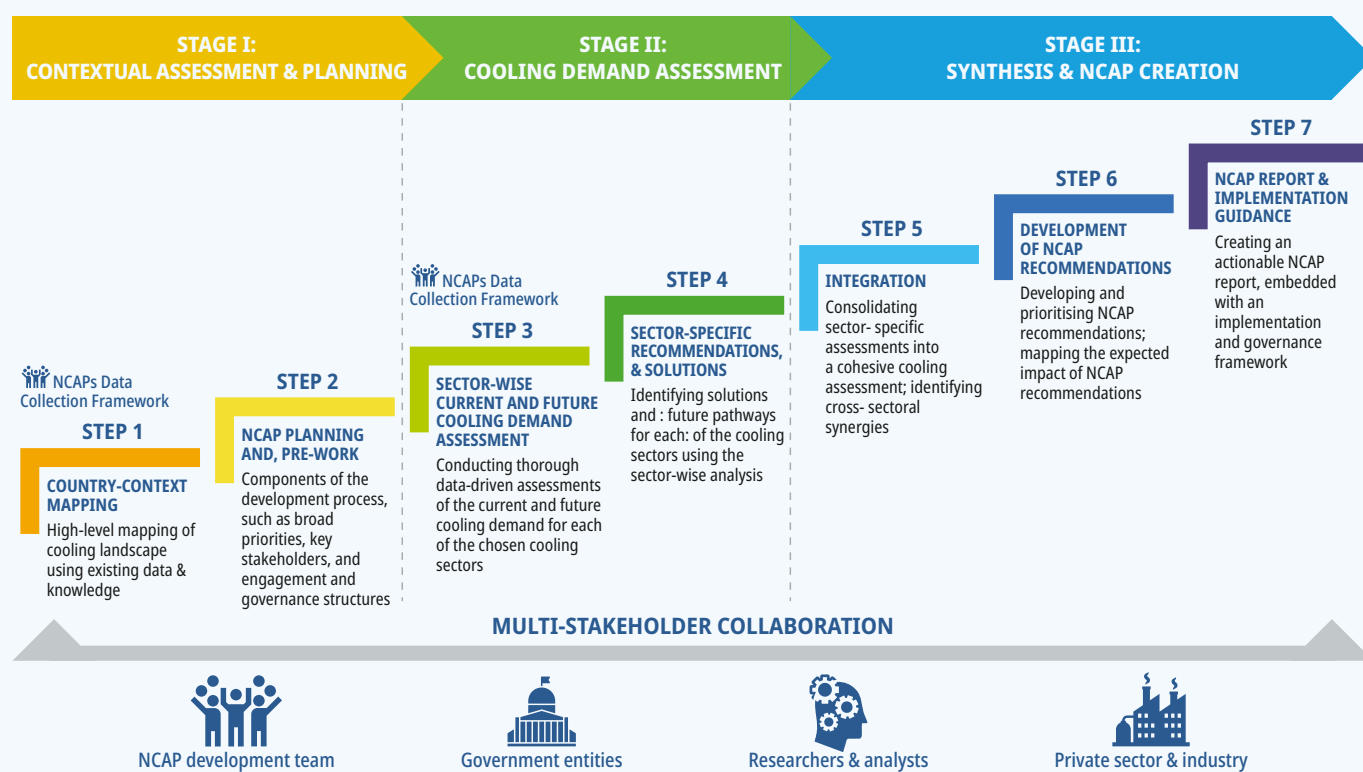 STAGE I:
CONTEXTUAL ASSESSMENT & PLANNING
STAGE II:
COOLING DEMAND ASSESSMENT
STAGE III:
SYNTHESIS & NCAP CREATION
NCAPs Data
Collection Framework
STEP 1
COUNTRY-CONTEXT
MAPPING
High-level mapping of
cooling landscape
using existing data &
knowledge
STEP 2
NCAP PLANNING
AND, PRE-WORK
Components of the
development process,
such as broad
priorities, key
stakeholders, and
engagement and
governance structures
NCAPs Data
Collection Framework
STEP 3
SECTOR-WISE
CURRENT AND FUTURE
COOLING DEMAND
ASSESSMENT
Conducting thorough
data-driven assessments
of the current and future
cooling demand for each
of the chosen cooling
sectors
STEP 4
SECTOR-SPECIFIC
RECOMMENDATIONS,
& SOLUTIONS
Identifying solutions
and : future pathways
for each: of the cooling
sectors using the
sector-wise analysis
STEP 5
INTEGRATION
Consolidating
sector- specific
assessments into
a cohesive cooling
assessment; identifying
cross- sectoral
synergies
STEP 6
DEVELOPMENT
OF NCAP
RECOMMENDATIONS
Developing and
prioritising NCAP
recommendations;
mapping the expected
impact of NCAP
recommendations
STEP 7
NCAP REPORT &
IMPLEMENTATION
GUIDANCE
Creating an
actionable NCAP
report, embedded
with an
implementation
and governance
framework
MULTI-STAKEHOLDER COLLABORATION
NCAP development team
Government entities
Researchers & analysts
Private sector & industry